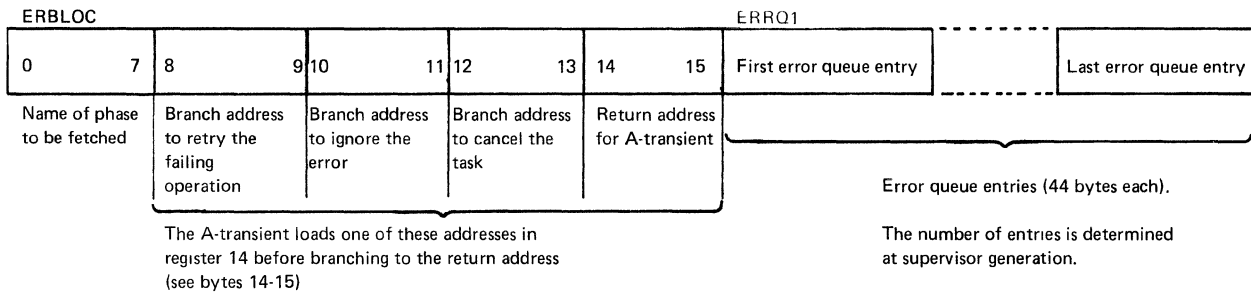 ERBLOC
ERRQ1
0 7 8 9 10 11 12 13 14 15 First error queue entry Last error queue entry
Name of phase
to be fetched
Branch address
to retry the
failing
operation
Branch address
to ignore the
error
Branch address
to cancel the
task
Return address
for A-transient
Error queue entries (44 bytes each).
The number of entries is determined
at supervisor generation.
The A-transient loads one of these addresses in
register 14 before branching to the return address
(see bytes 14-15)